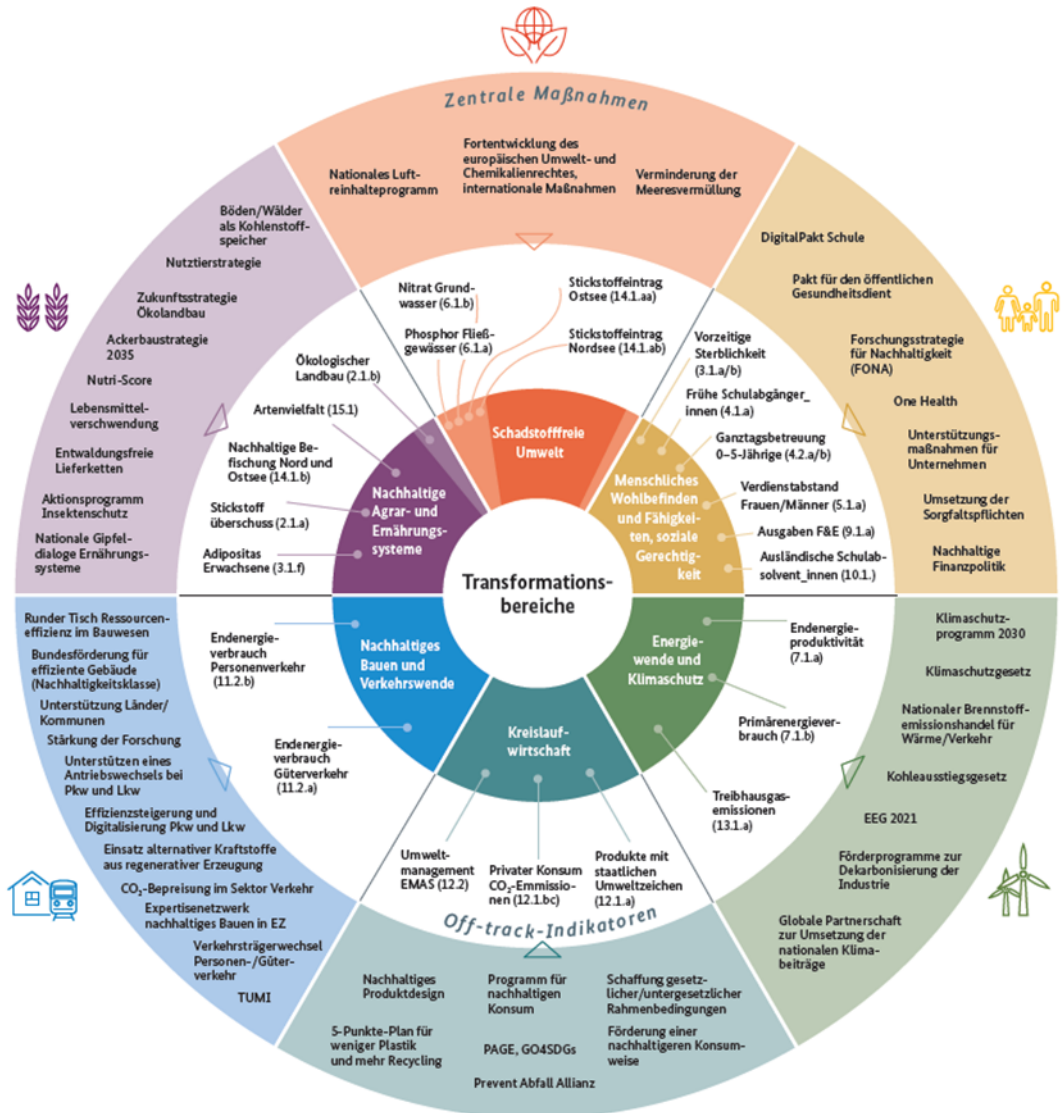 Zentrale Maßnahmen
Nationales Luft-
reinhalteprogramm
Fortentwicklung des
europäischen Umwelt- und
Chemikalienrechtes,
internationale Maßnahmen
Verminderung der
Meeresvermüllung
Böden/Wälder
als Kohlenstoff-
speicher
Nutztierstrategie
Zukunftsstrategie
Ökolandbau
Ackerbaustrategie
2035
Nutri-Score
Lebensmittel-
verschwendung
Entwaldungsfreie
Lieferketten
Aktionsprogramm
Insektenschutz
Nationale Gipfel-
dialoge Ernährungs-
systeme
DigitalPakt Schule
Pakt für den öffentlichen
Gesundheitsdient
Forschungsstrategie
für Nachhaltigkeit
(FONA)
One Health
Unterstützungs-
maßnahmen für
Unternehmen
Umsetzung der
Sorgfaltspflichten
Nachhaltige
Finanzpolitik
Nitrat Grund-
wasser (6.1.b)
Phosphor Fließ-
gewässer (6.1.a)
Stickstoffeintrag
Ostsee (14.1.aa)
Stickstoffeintrag
Nordsee (14.1.ab)
Ökologischer
Landbau (2.1.b)
Artenvielfalt (15.1)
Nachhaltige Be-
fischung Nord und
Ostsee (14.1.b)
Stickstoff
überschuss (2.1.a)
Adipositas
Erwachsene (3.1.f)
Vorzeitige
Sterblichkeit
(3.1.a/b)
Frühe Schulabgänger_
innen (4.1.a)
Ganztagsbetreuung
0–5-Jährige (4.2.a/b)
Verdienstabstand
Frauen/Männer (5.1.a)
Ausgaben F&E (9.1.a)
Ausländische Schulab-
solvent_innen (10.1.)
Schadstofffreie
Umwelt
Nachhaltige
Agrar- und
Ernährungs-
systeme
Menschliches
Wohlbefinden
und Fähigkei-
ten, soziale
Gerechtig-
keit
Transformations-
bereiche
Nachhaltiges
Bauen und
Verkehrswende
Energie-
wende und
Klimaschutz
Kreislauf-
wirtschaft
Endenergie-
verbrauch
Personenverkehr
(11.2.b)
Endenergie-
verbrauch
Güterverkehr
(11.2.a)
Endenergie-
produktivität
(7.1.a)
Primärenergiever-
brauch (7.1.b)
Treibhausgas-
emissionen
(13.1.a)
Umwelt-
management
EMAS (12.2)
Privater Konsum
CO₂-Emmissio-
nen (12.1.bc)
Produkte mit
staatlichen
Umweltzeichen
(12.1.a)
Off-track-Indikatoren
Runder Tisch Ressourcen-
effizienz im Bauwesen
Bundesförderung für
effiziente Gebäude
(Nachhaltigkeitsklasse)
Unterstützung Länder/
Kommunen
Stärkung der Forschung
Unterstützen eines
Antriebswechsels bei
Pkw und Lkw
Effizienzsteigerung und
Digitalisierung Pkw und Lkw
Einsatz alternativer Kraftstoffe
aus regenerativer Erzeugung
CO₂-Bepreisung im Sektor Verkehr
Expertisenetzwerk
nachhaltiges Bauen in EZ
Verkehrsträgerwechsel
Personen-/Güter-
verkehr
TUMI
Klimaschutz-
programm 2030
Klimaschutzgesetz
Nationaler Brennstoff-
emissionshandel für
Wärme/Verkehr
Kohleausstiegsgesetz
EEG 2021
Förderprogramme zur
Dekarbonisierung der
Industrie
Globale Partnerschaft
zur Umsetzung der
nationalen Klima-
beiträge
Nachhaltiges
Produktdesign
Programm für
nachhaltigen
Konsum
Schaffung gesetz-
licher/untergesetzlicher
Rahmenbedingungen
5-Punkte-Plan für
weniger Plastik
und mehr Recycling
PAGE, GO4SDGs
Förderung einer
nachhaltigeren Konsum-
weise
Prevent Abfall Allianz